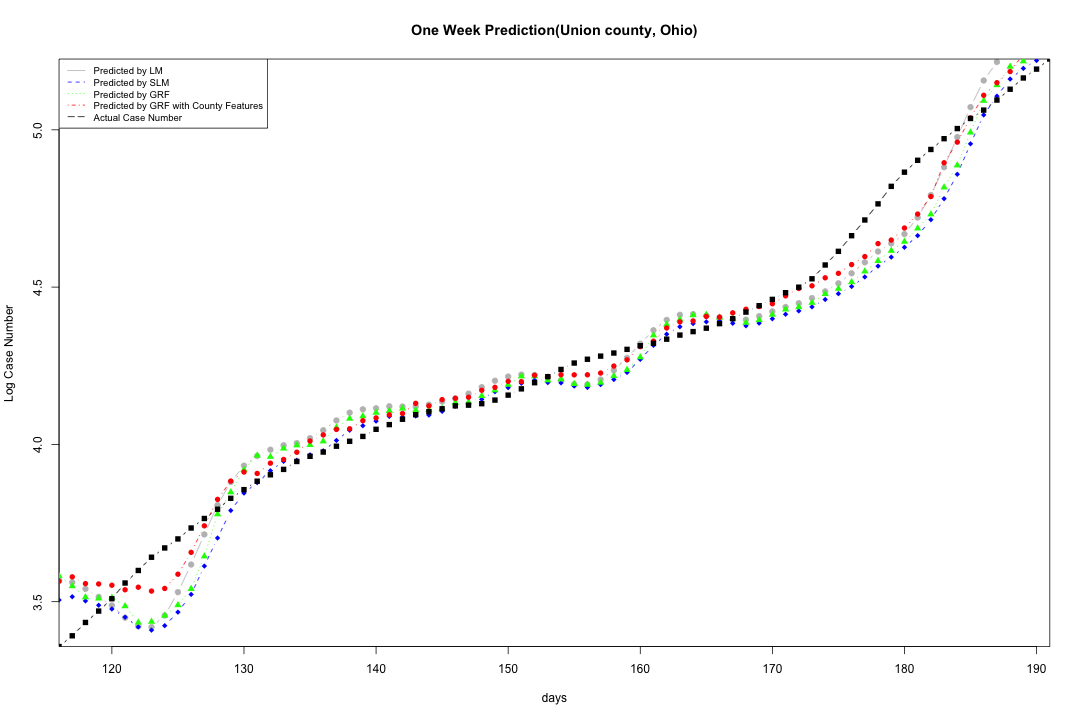 One Week Prediction(Union county, Ohio)
Predicted by LM
Predicted by SLM
Predicted by GRF
Predicted by GRF with County Features
Actual Case Number
5.0
4.5
4.0
3.5
Log Case Number
120 130 140 150 160 170 180 190
days